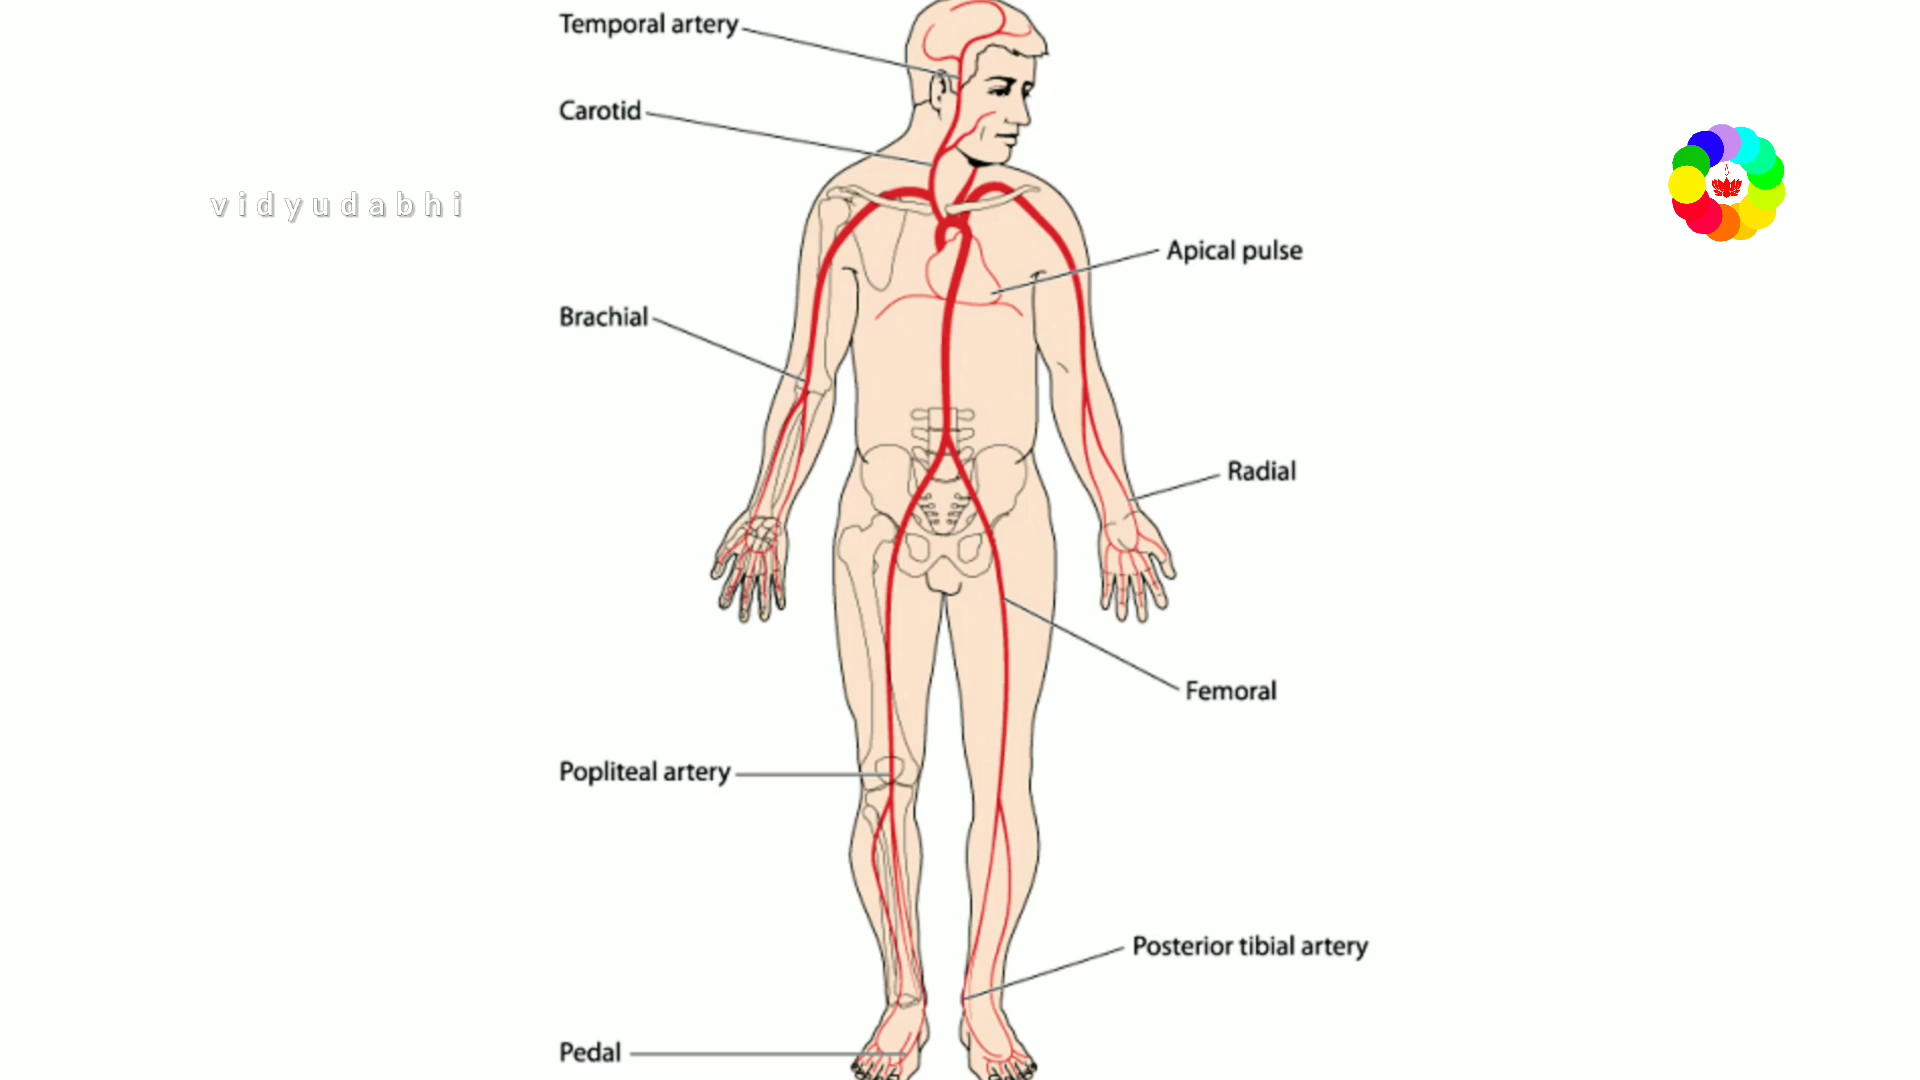 Temporal artery
Carotid
vidyudabhi
Apical pulse
Brachial
Radial
Femoral
Popliteal artery
Posterior tibial artery
Pedal